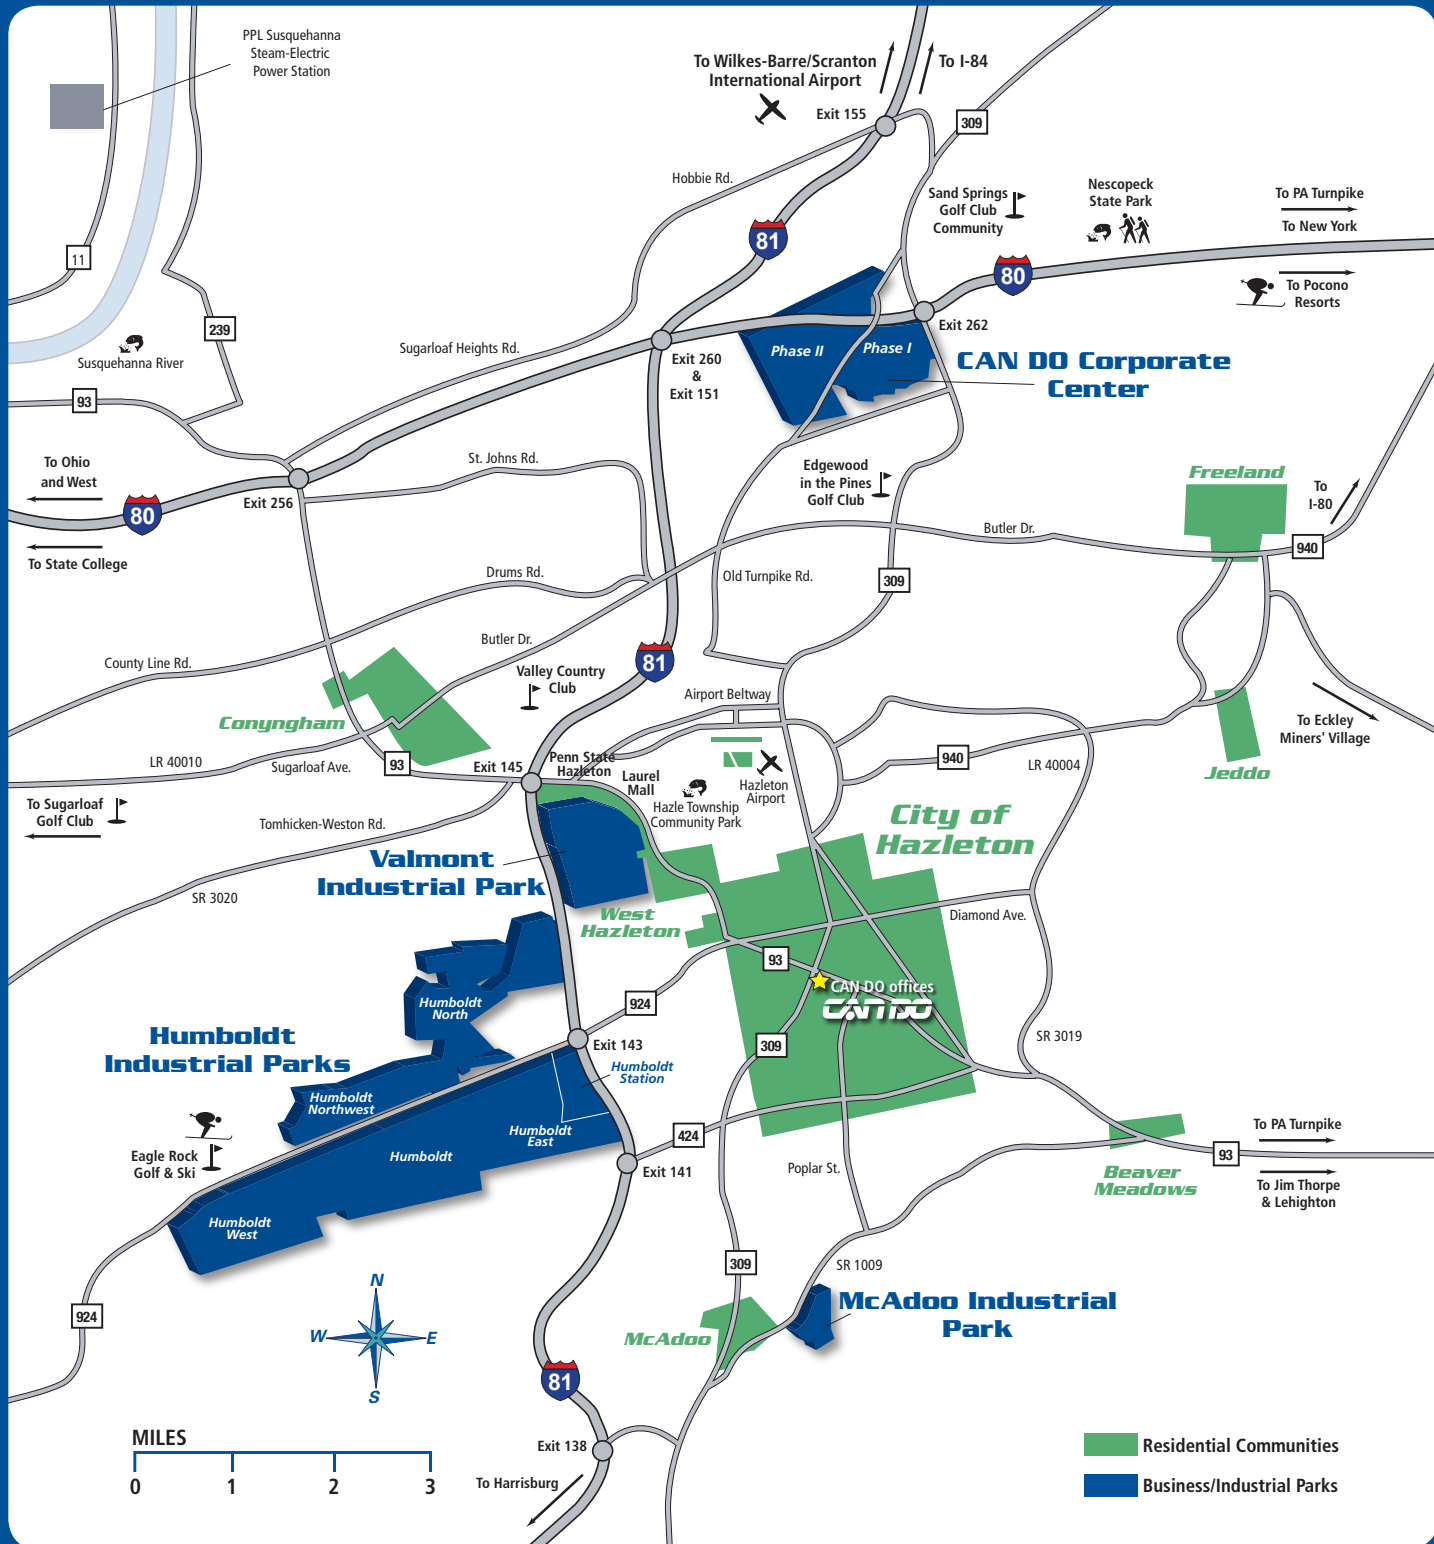 PPL Susquehanna
Steam-Electric
Power Station
To Wilkes-Barre/Scranton
International Airport
To I-84
Exit 155
309
Hobbie Rd.
Sand Springs
Golf Club
Community
Nescopeck
State Park
To PA Turnpike
To New York
81
11
80
To Pocono
Resorts
239
Exit 262
Susquehanna River
Sugarloaf Heights Rd.
Exit 260
&
Exit 151
Phase II
Phase I
CAN DO Corporate
Center
93
To Ohio
and West
St. Johns Rd.
Edgewood
in the Pines
Golf Club
Freeland
To
I-80
Exit 256
80
Butler Dr.
940
To State College
Drums Rd.
Old Turnpike Rd.
309
Butler Dr.
County Line Rd.
81
Valley Country
Club
Airport Beltway
Conyngham
To Eckley
Miners' Village
LR 40010
Sugarloaf Ave.
93
Exit 145
Penn State
Hazleton
Laurel
Mall
940
LR 40004
Jeddo
Hazleton
Airport
To Sugarloaf
Golf Club
Hazle Township
Community Park
Tomhicken-Weston Rd.
City of
Hazleton
Valmont
Industrial Park
SR 3020
West
Hazleton
Diamond Ave.
93
CAN DO offices
CAN DO
Humboldt
North
924
Humboldt
Industrial Parks
Exit 143
309
SR 3019
Humboldt
Station
Humboldt
Northwest
Humboldt
East
424
To PA Turnpike
Eagle Rock
Golf & Ski
Humboldt
Exit 141
Poplar St.
93
Beaver
Meadows
To Jim Thorpe
& Lehighton
Humboldt
West
309
SR 1009
N
W
E
S
924
McAdoo Industrial
Park
McAdoo
81
MILES
0 1 2 3
Exit 138
To Harrisburg
Residential Communities
Business/Industrial Parks